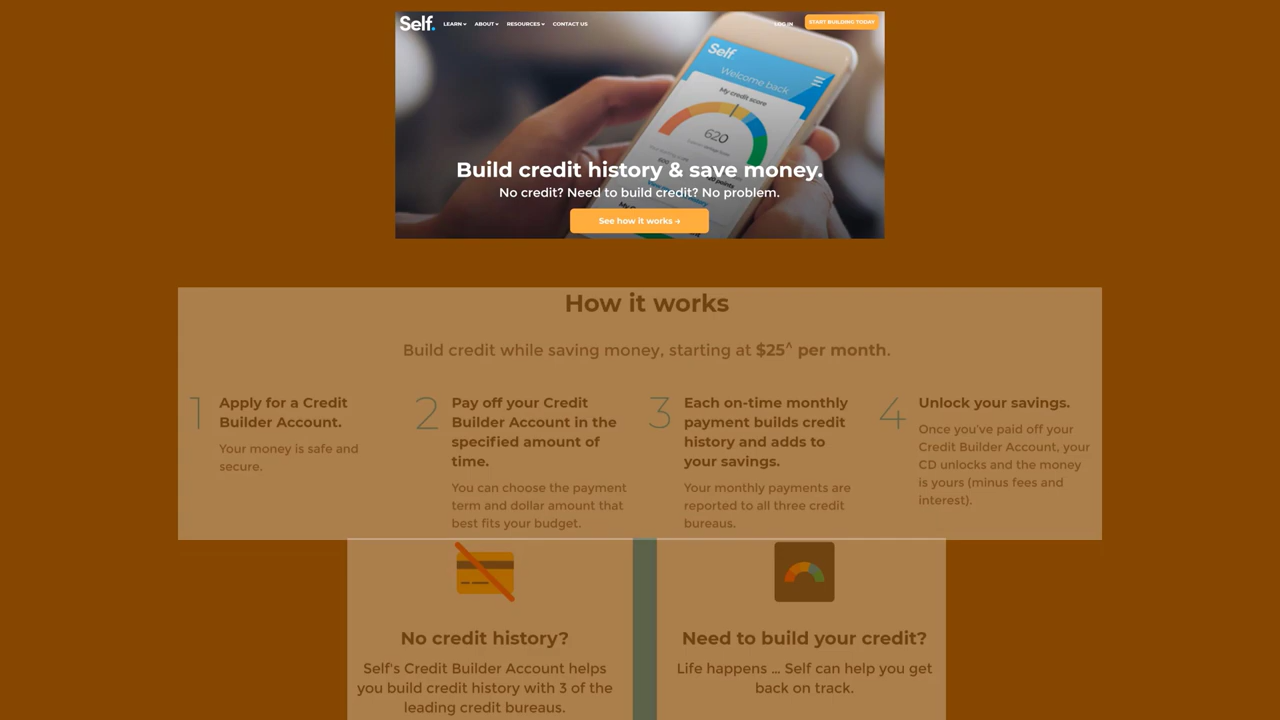 Self.
LEARN ABOUT RESOURCES CONTACT US
LOG IN
START BUILDING TODAY
Self.
Welcome back
My credit score
620
Build credit history & save money.
No credit? Need to build credit? No problem.
See how it works →
How it works
Build credit while saving money, starting at $25^ per month.
1
Apply for a Credit
Builder Account.
Your money is safe and
secure.
2
Pay off your Credit
Builder Account in the
specified amount of
time.
You can choose the payment
term and dollar amount that
best fits your budget.
3
Each on-time monthly
payment builds credit
history and adds to
your savings.
Your monthly payments are
reported to all three credit
bureaus.
4
Unlock your savings.
Once you've paid off your
Credit Builder Account, your
CD unlocks and the money
is yours (minus fees and
interest).
No credit history?
Self's Credit Builder Account helps
you build credit history with 3 of the
leading credit bureaus.
Need to build your credit?
Life happens ... Self can help you get
back on track.